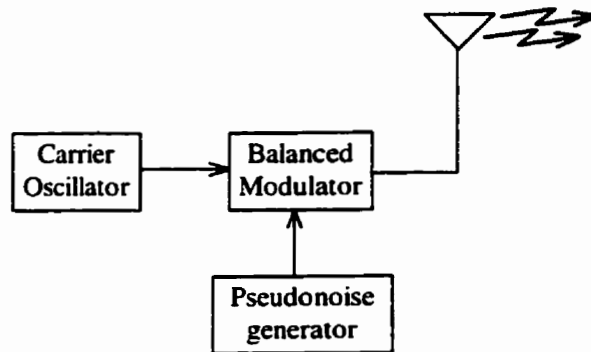 Carrier
Oscillator
Balanced
Modulator
Pseudonoise
generator